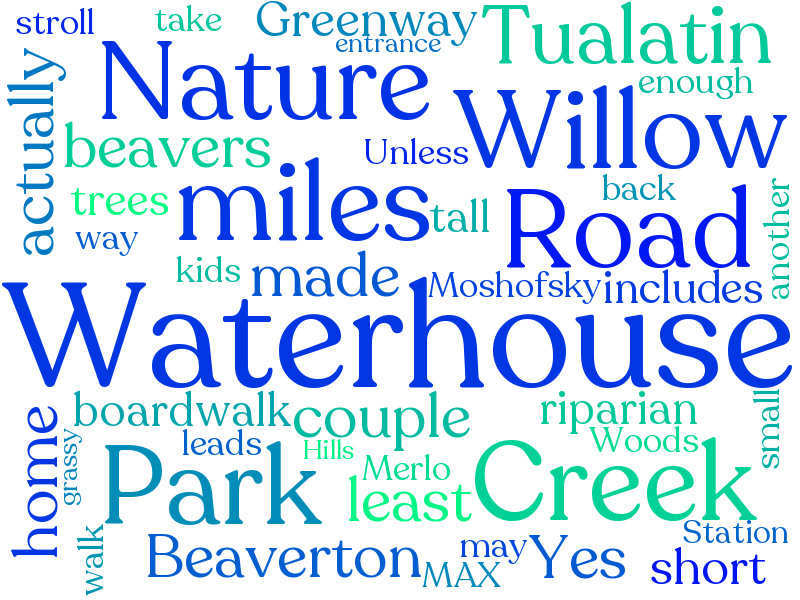 stroll
take
Greenway
Tualatin
entrance
Nature
actually
enough
Willow
beavers
Unless
miles
trees
tall
back
Road
way
another
kids
made
Moshofsky
includes
Waterhouse
boardwalk
couple
riparian
small
home
grassy
leads
Hills
Woods
Park
Merlo
Creek
least
walk
Beaverton
MAX
may
Yes
Station
short